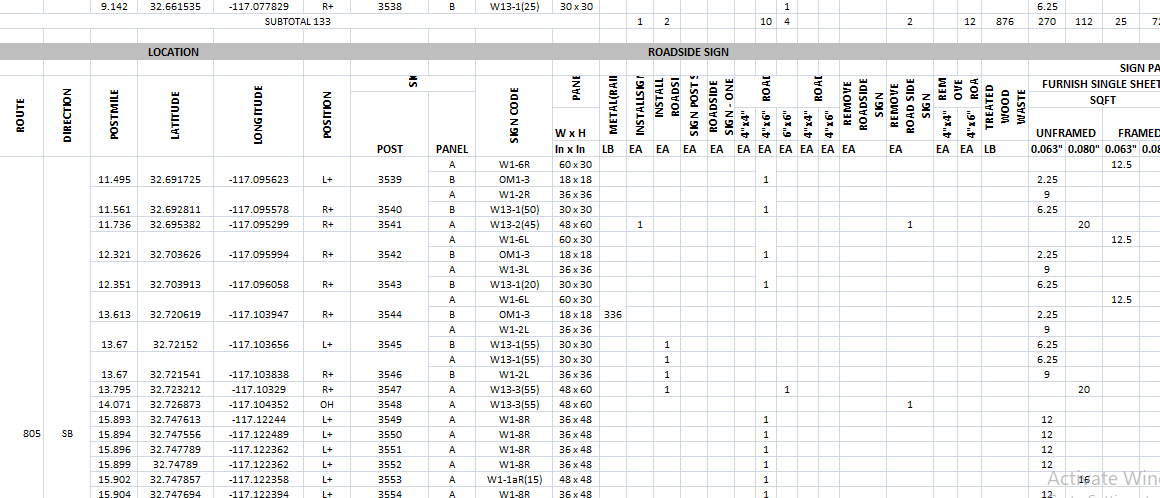 9.142 32.661535 -117.077839 R+ 3538 B W13-1(25) 30 x 30 1 6.25
SUBTOTAL 133 1 2 10 4 2 12 876 270 112 25
LOCATION ROADSIDE SIGN
SIGN PA
FURNISH SINGLE SHEET
SQFT
ROUTE DIRECTION POSTMILE LATITUDE LONGITUDE POSITION SIGN CODE PANE METAL(RAIL INSTALLSIGN INSTALL ROADSI SIGN POST S ROADSIDE SIGN - ONE ROAD ROAD REMOVE ROADSIDE SIGN REMOVE ROAD SIDE SIGN REM OVE ROA TREATED WOOD WASTE
4"x4" 4"x6" 6"x6" 4"x4" 4"x6" 4"x4" 4"x6"
W x H UNFRAMED FRAMED
POST PANEL In x In LB EA EA EA EA EA EA EA EA EA EA EA EA EA LB 0.063" 0.080" 0.063" 0.08
A W1-6R 60 x 30 12.5
11.495 32.691725 -117.095623 L+ 3539 B OM1-3 18 x 18 1 2.25
A W1-2R 36 x 36 9
11.561 32.692811 -117.095578 R+ 3540 B W13-1(50) 30 x 30 1 6.25
11.736 32.695382 -117.095299 R+ 3541 A W13-2(45) 48 x 60 1 1 20
A W1-6L 60 x 30 12.5
12.321 32.703626 -117.095994 R+ 3542 B OM1-3 18 x 18 1 2.25
A W1-3L 36 x 36 9
12.351 32.703913 -117.096058 R+ 3543 B W13-1(20) 30 x 30 1 6.25
A W1-6L 60 x 30 12.5
13.613 32.720619 -117.103947 R+ 3544 B OM1-3 18 x 18 336 2.25
A W1-2L 36 x 36 9
13.67 32.72152 -117.103656 L+ 3545 B W13-1(55) 30 x 30 1 6.25
A W13-1(55) 30 x 30 1 6.25
13.67 32.721541 -117.103838 R+ 3546 B W1-2L 36 x 36 1 9
13.795 32.723212 -117.10329 R+ 3547 A W13-3(55) 48 x 60 1 1 20
14.071 32.726873 -117.104352 OH 3548 A W13-3(55) 48 x 60 1
15.893 32.747613 -117.12244 L+ 3549 A W1-8R 36 x 48 1 12
805 SB 15.894 32.747556 -117.122489 L+ 3550 A W1-8R 36 x 48 1 12
15.896 32.747789 -117.122362 L+ 3551 A W1-8R 36 x 48 1 12
15.899 32.74789 -117.122362 L+ 3552 A W1-8R 36 x 48 1 12
15.902 32.747857 -117.122358 L+ 3553 A W1-1aR(15) 48 x 48 1 16
Activate Win
15.904 32.747694 -117.122394 L+ 3554 A W1-8R 36 x 48 1 12